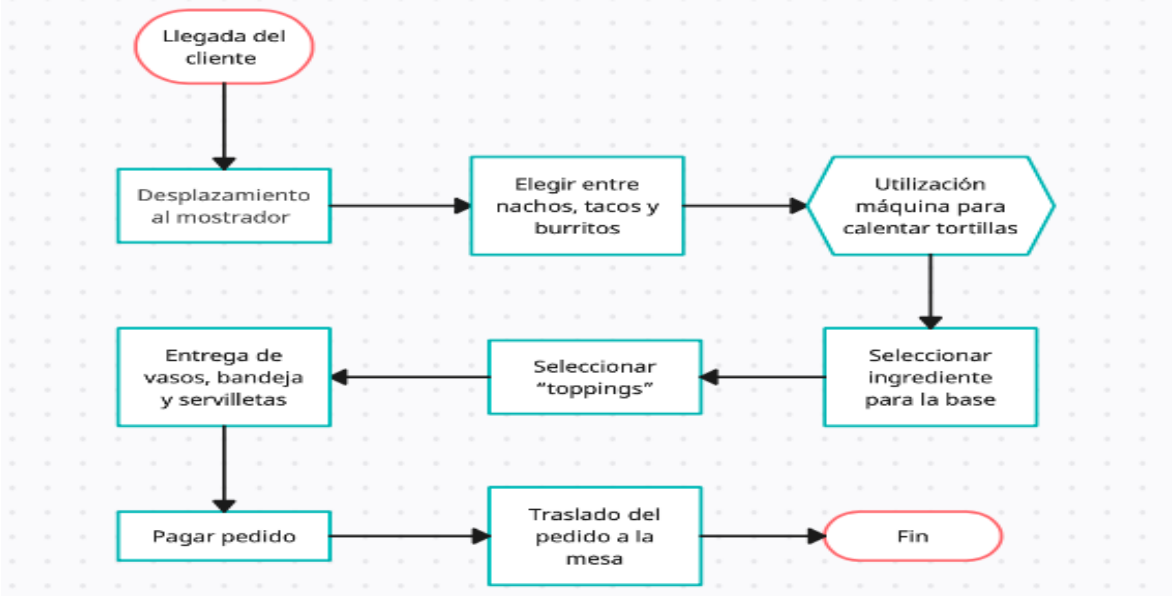 Llegada del
cliente
Desplazamiento
al mostrador
Elegir entre
nachos, tacos y
burritos
Utilización
máquina para
calentar tortillas
Seleccionar
ingrediente
para la base
Seleccionar
“toppings”
Entrega de
vasos, bandeja
y servilletas
Pagar pedido
Traslado del
pedido a la
mesa
Fin